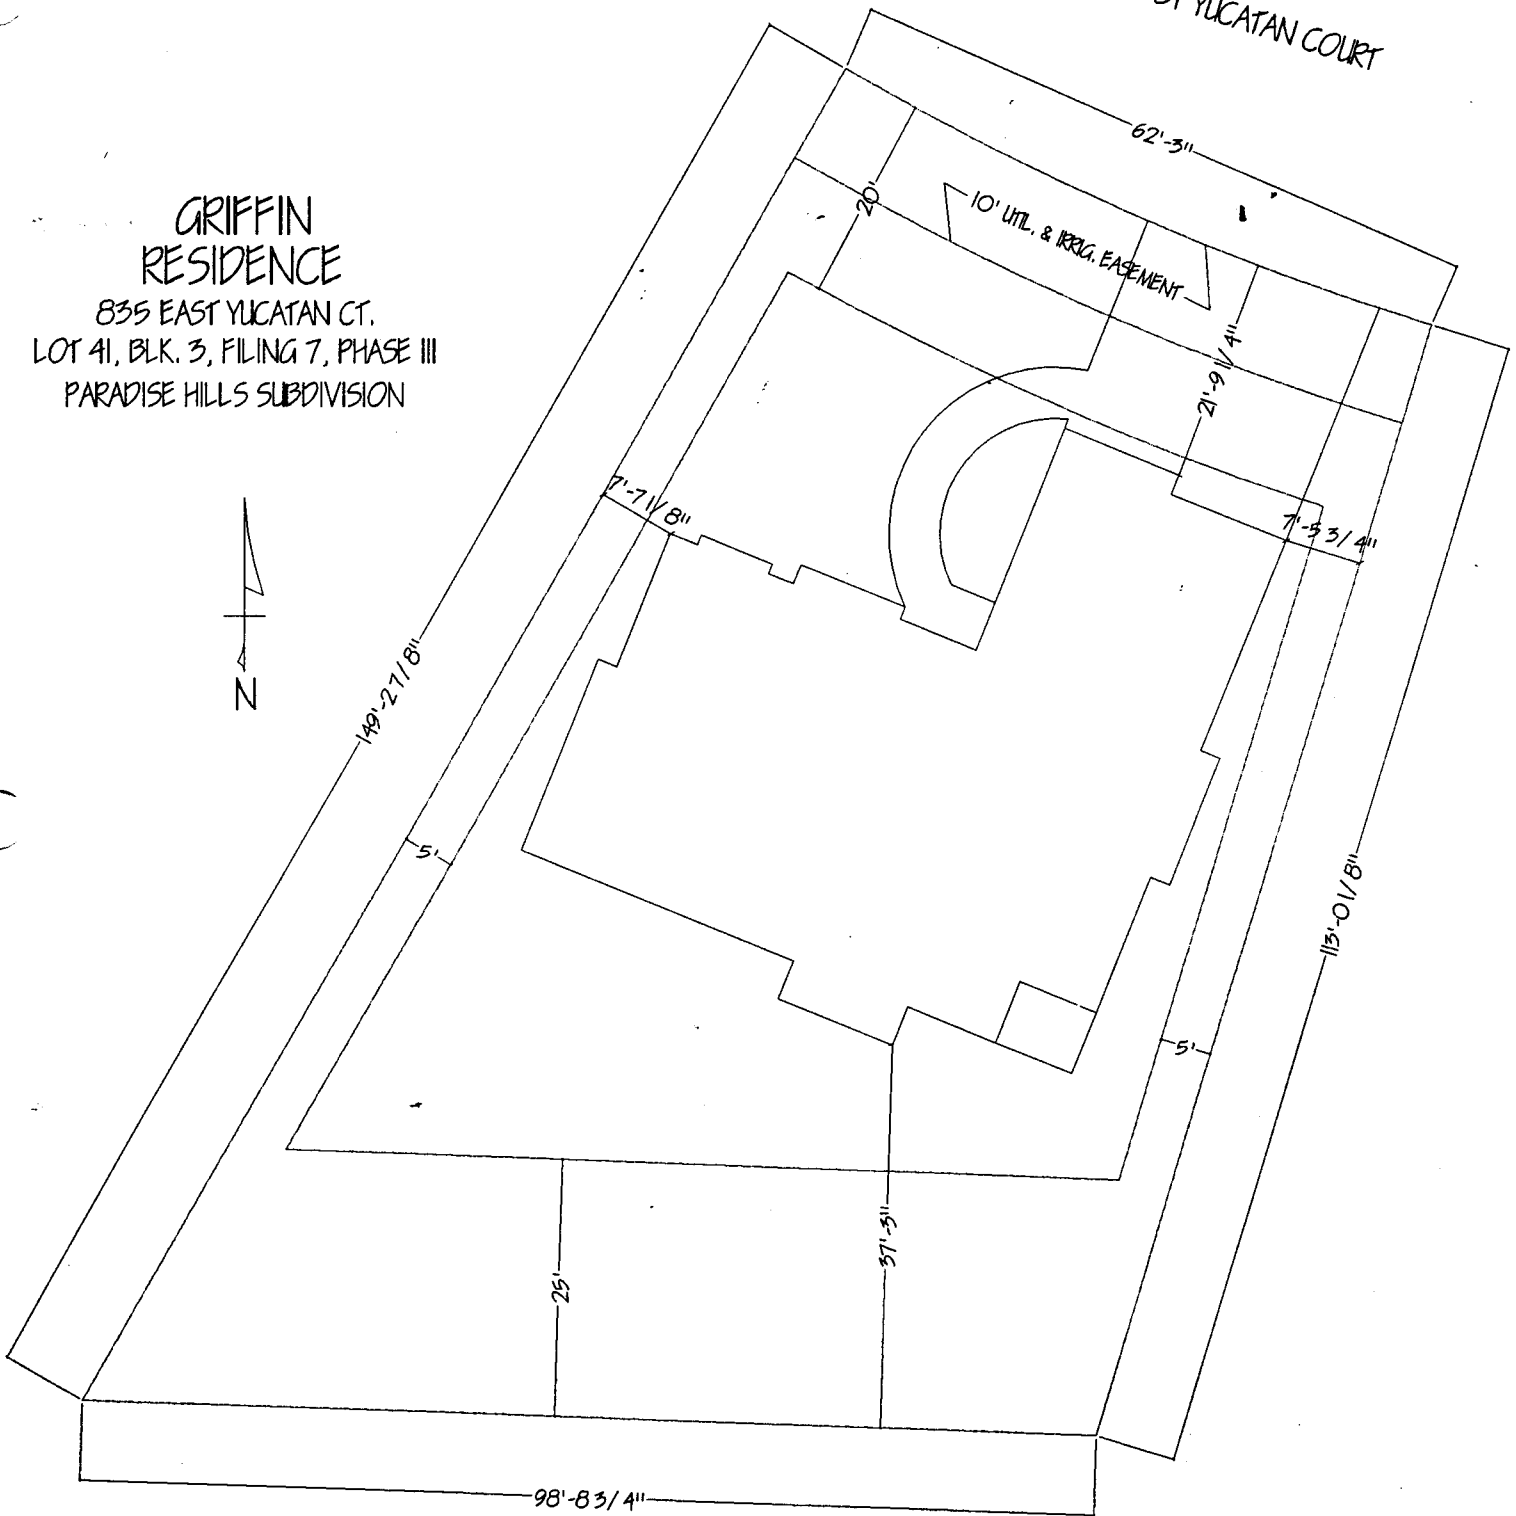 YUCATAN COURT
62'-3"
GRIFFIN
RESIDENCE
835 EAST YUCATAN CT.
LOT 41, BLK. 3, FILING 7, PHASE III
PARADISE HILLS SUBDIVISION
20'
10' UTIL. & IRRIG. EASEMENT
21'-9 1/4"
7'-7 1/8"
7'-5 3/4"
N
149'-2 7/8"
5'
113'-0 1/8"
5'
37'-3"
25'
98'-8 3/4"